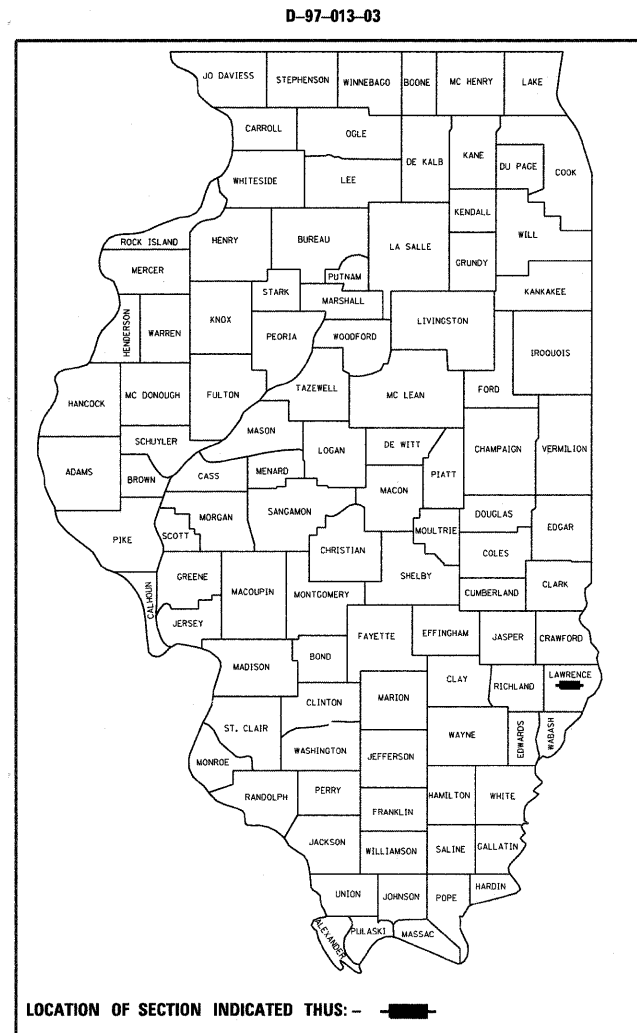 D-97-013-03
JO DAVIESS STEPHENSON WINNEBAGO BOONE MC HENRY LAKE
CARROLL OGLE DE KALB KANE DU PAGE COOK
WHITESIDE LEE
KENDALL
ROCK ISLAND HENRY BUREAU LA SALLE WILL
GRUNDY
MERCER PUTNAM
STARK MARSHALL KANKAKEE
HENDERSON WARREN KNOX PEORIA WOODFORD LIVINGSTON
IROQUOIS
HANCOCK MC DONOUGH FULTON TAZEWELL MC LEAN FORD
MASON
SCHUYLER LOGAN DE WITT CHAMPAIGN VERMILION
ADAMS BROWN CASS MENARD PIATT
MACON
MORGAN SANGAMON DOUGLAS
PIKE SCOTT CHRISTIAN MOULTRIE EDGAR
COLES
CALHOUN GREENE MACOUPIN MONTGOMERY SHELBY CUMBERLAND CLARK
JERSEY
FAYETTE EFFINGHAM JASPER CRAWFORD
MADISON BOND
CLAY RICHLAND LAWRENCE
CLINTON MARION
ST. CLAIR WAYNE EDWARDS WABASH
WASHINGTON JEFFERSON
MONROE
RANDOLPH PERRY HAMILTON WHITE
FRANKLIN
JACKSON WILLIAMSON SALINE GALLATIN
UNION JOHNSON POPE HARDIN
ALEXANDER PULASKI MASSAC
LOCATION OF SECTION INDICATED THUS: -